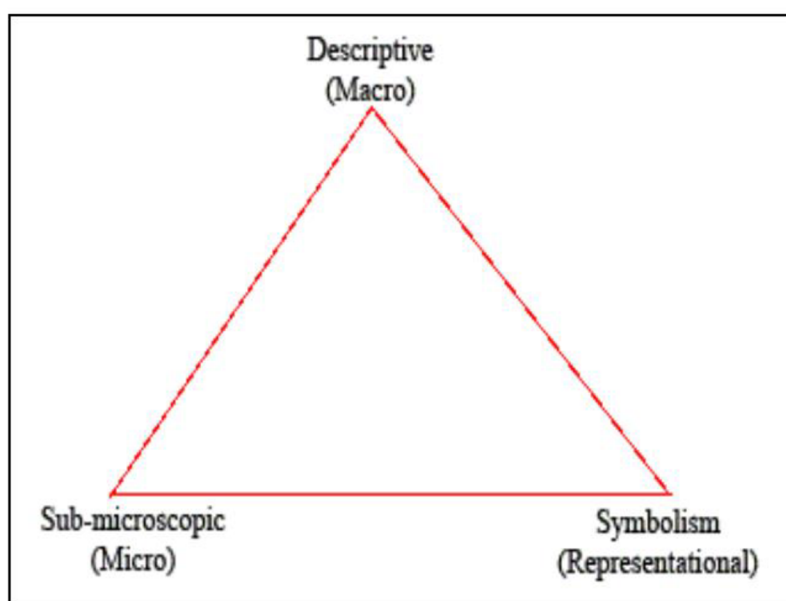 Descriptive
(Macro)
Sub-microscopic
(Micro)
Symbolism
(Representational)